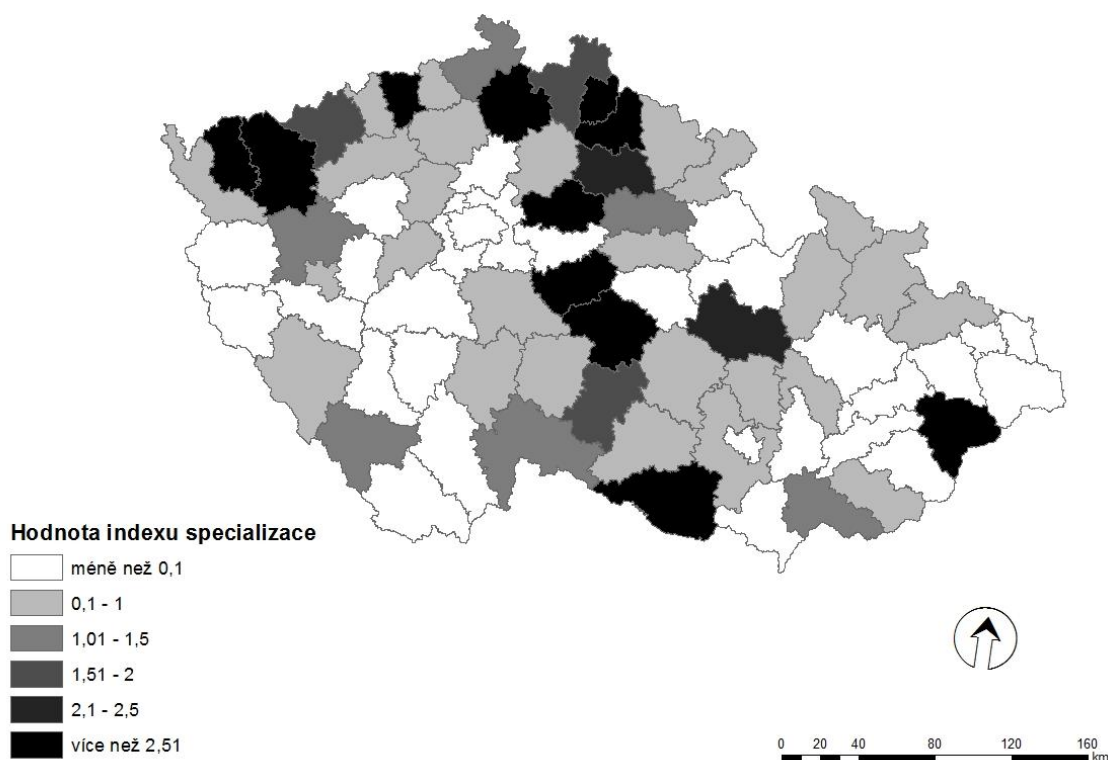 Hodnota indexu specializace
méně než 0,1
0,1 - 1
1,01 - 1,5
1,51 - 2
2,1 - 2,5
více než 2,51
0 20 40 80 120 160
km